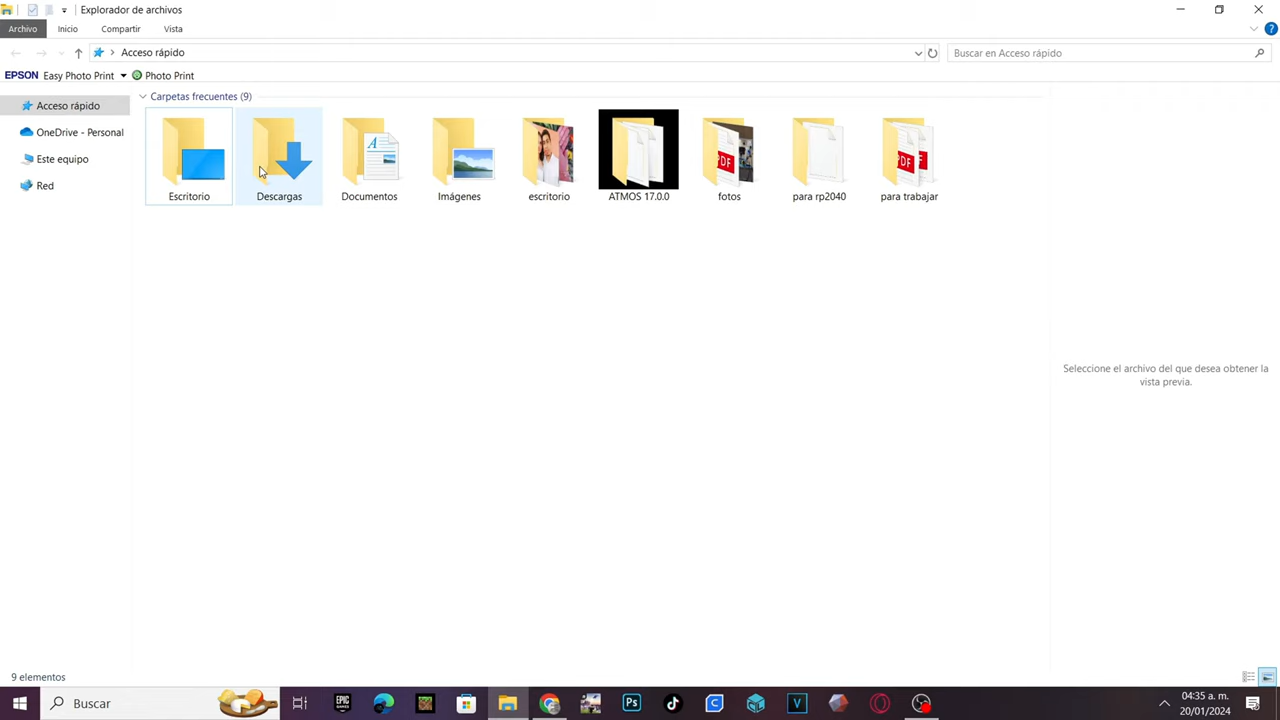 Explorador de archivos
Archivo Inicio Compartir Vista
Acceso rápido
Buscar en Acceso rápido
EPSON Easy Photo Print Photo Print
Acceso rápido
OneDrive - Personal
Este equipo
Red
Carpetas frecuentes (9)
Escritorio Descargas Documentos Imágenes escritorio ATMOS 17.0.0 fotos para rp2040 para trabajar
Seleccione el archivo del que desea obtener la
vista previa.
9 elementos
Buscar
04:35 a. m.
20/01/2024